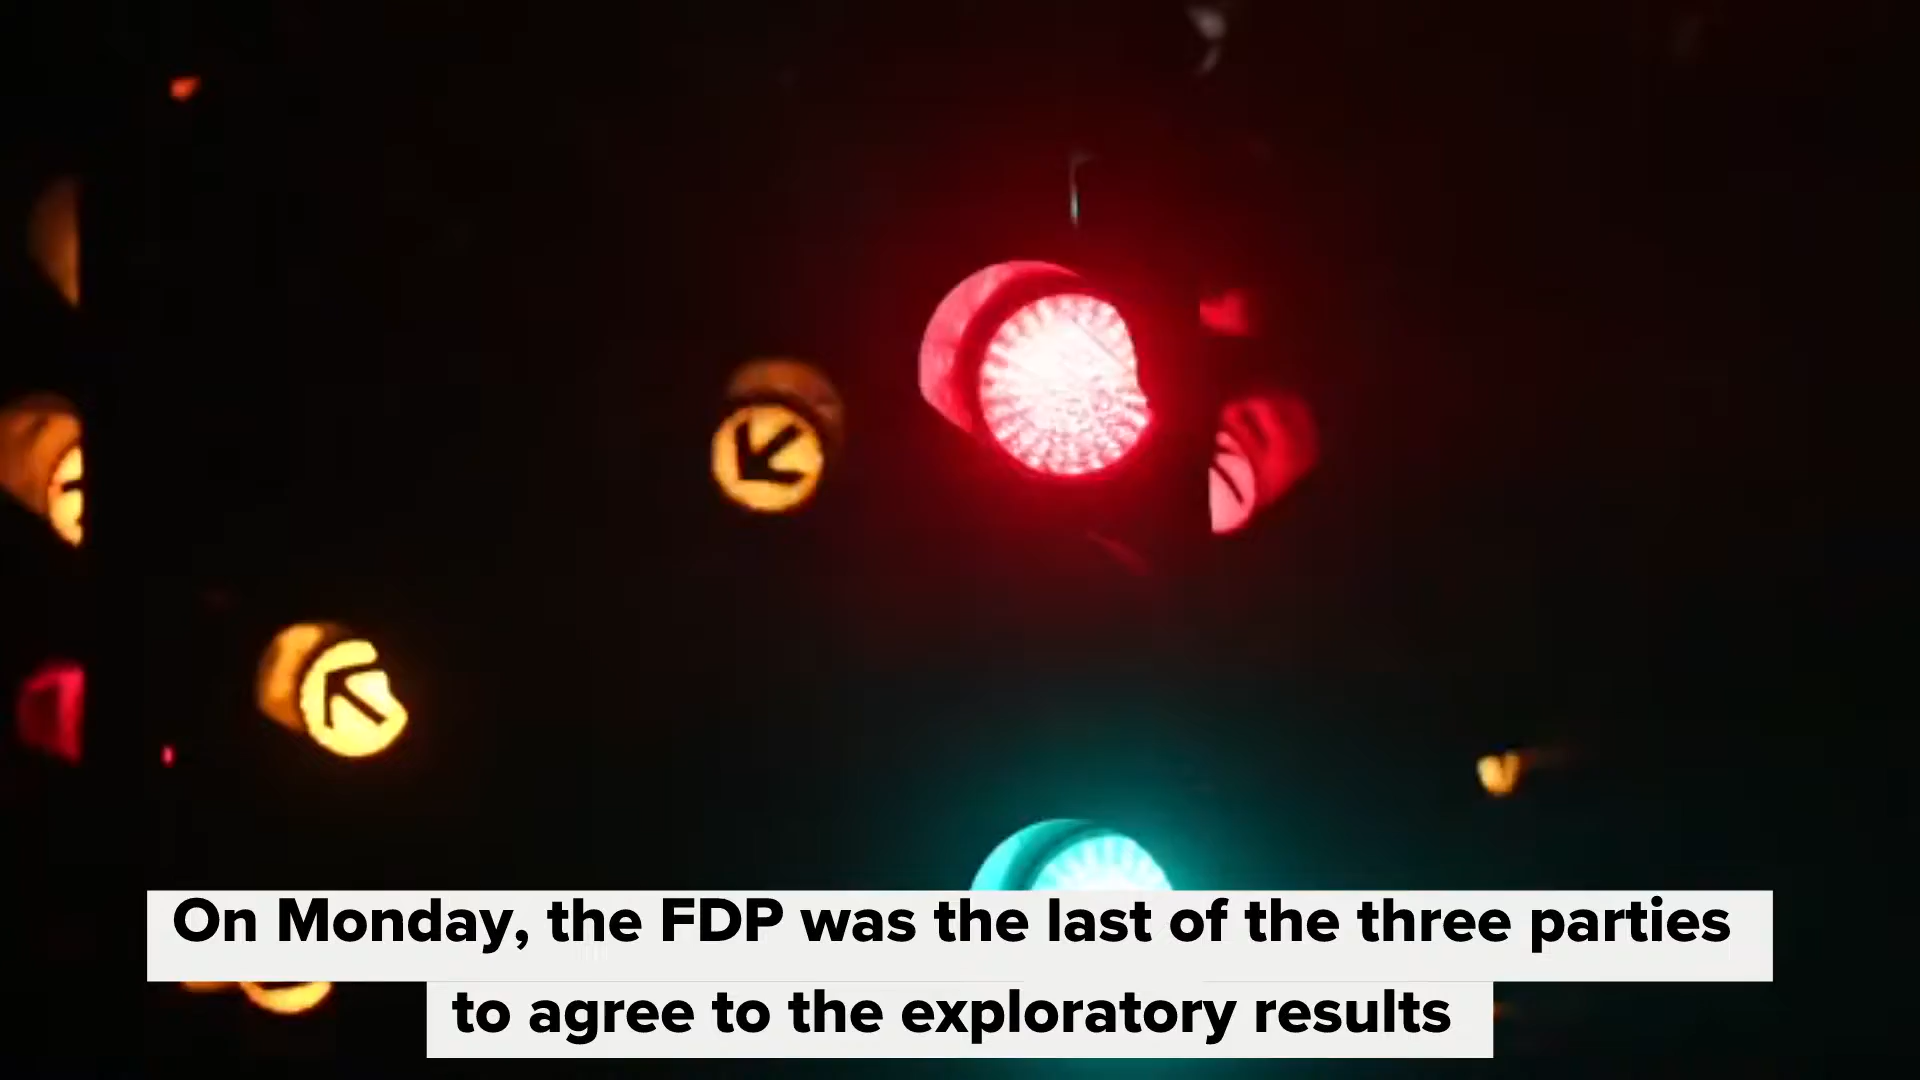 On Monday, the FDP was the last of the three parties
to agree to the exploratory results